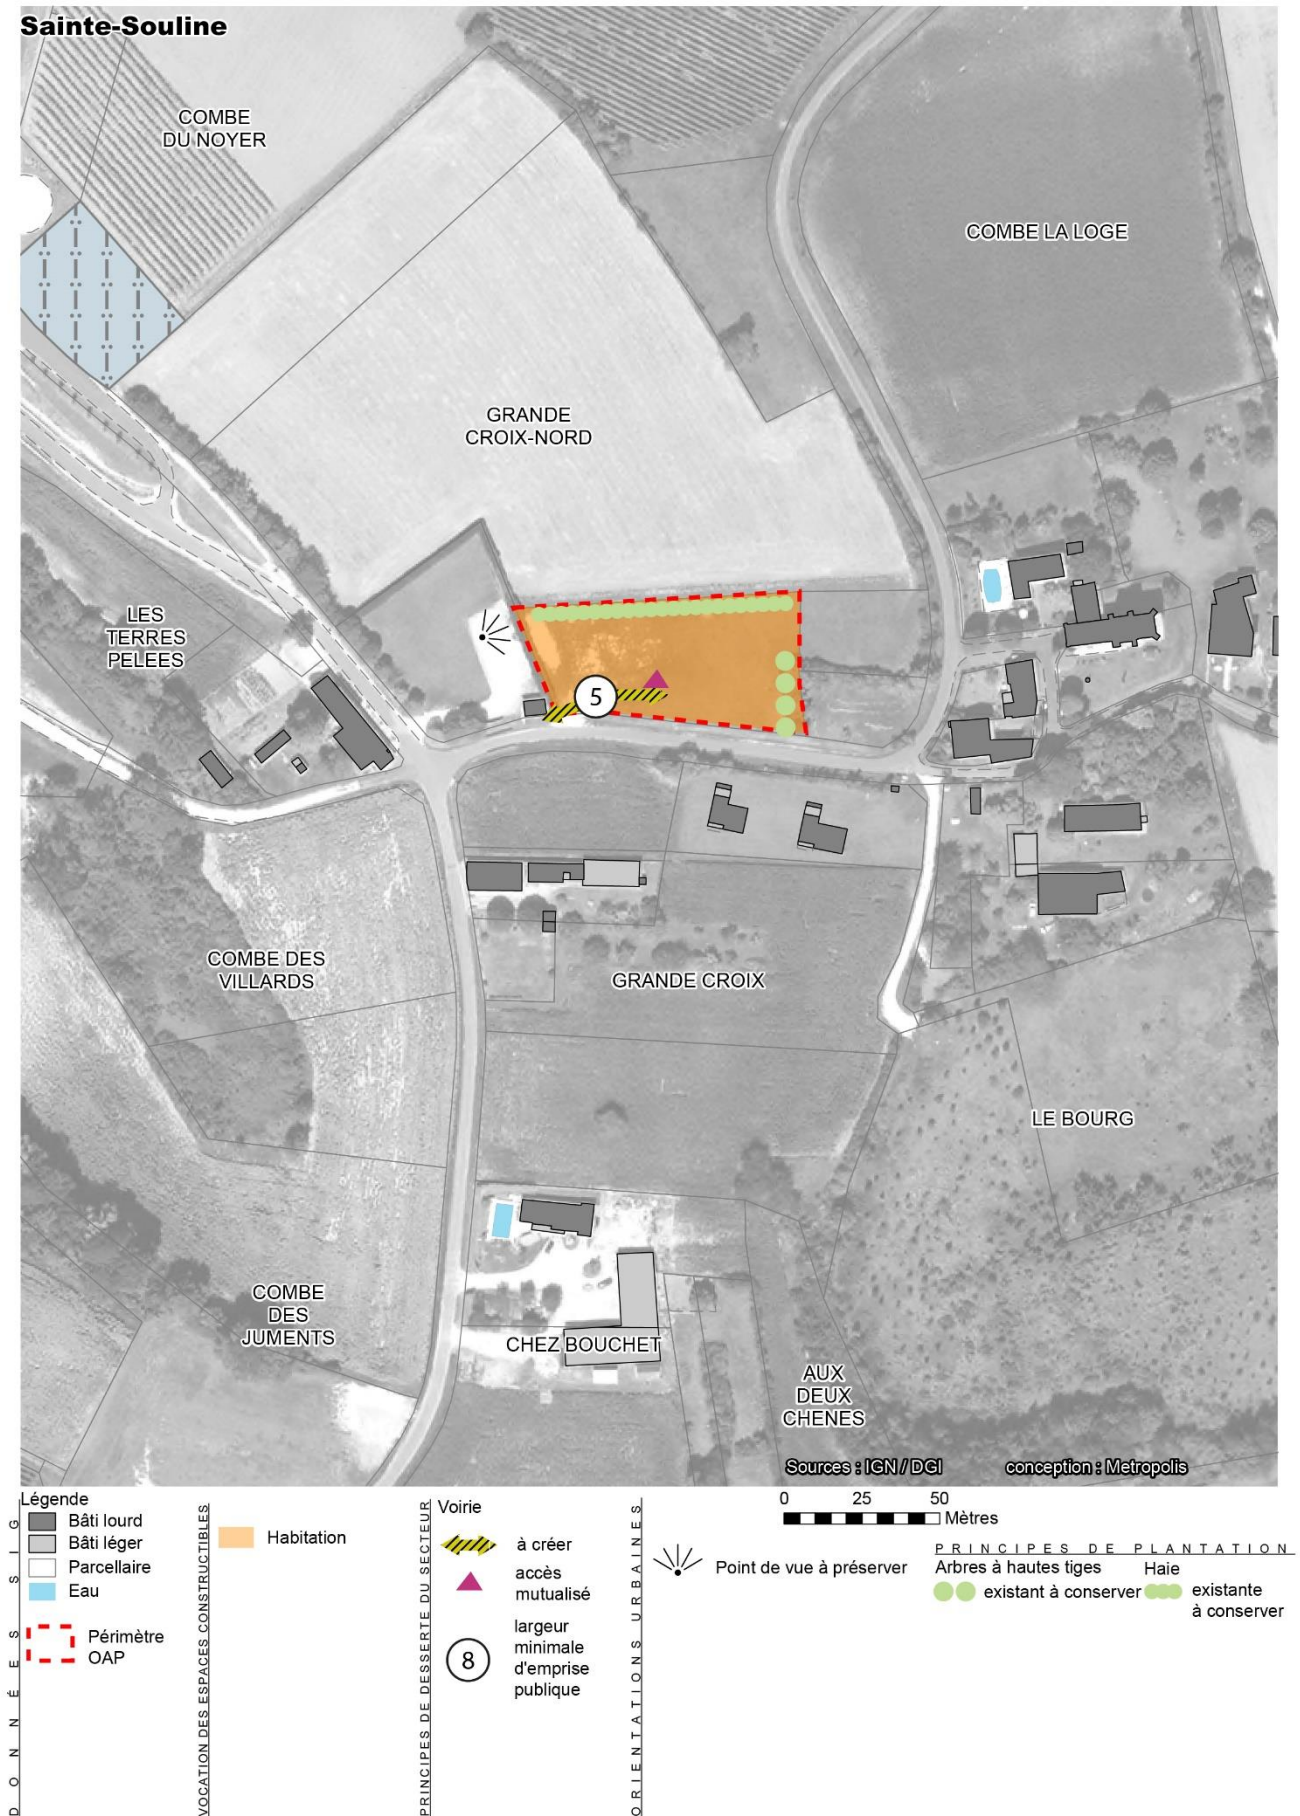 Sainte-Souline
COMBE
DU NOYER
COMBE LA LOGE
GRANDE
CROIX-NORD
LES
TERRES
PELEES
5
COMBE DES
VILLARDS
GRANDE CROIX
LE BOURG
COMBE
DES
JUMENTS
CHEZ BOUCHET
AUX
DEUX
CHENES
Sources : IGN / DGI
conception : Metropolis
DONNÉES SIG
Légende
Bâti lourd
Bâti léger
Parcellaire
Eau
Périmètre
OAP
VOCATION DES ESPACES CONSTRUCTIBLES
Habitation
PRINCIPES DE DESSERTE DU SECTEUR
Voirie
à créer
accès
mutualisé
8
largeur
minimale
d'emprise
publique
ORIENTATIONS URBAINES
0 25 50
Mètres
Point de vue à préserver
PRINCIPES DE PLANTATION
Arbres à hautes tiges
existant à conserver
Haie
existante
à conserver